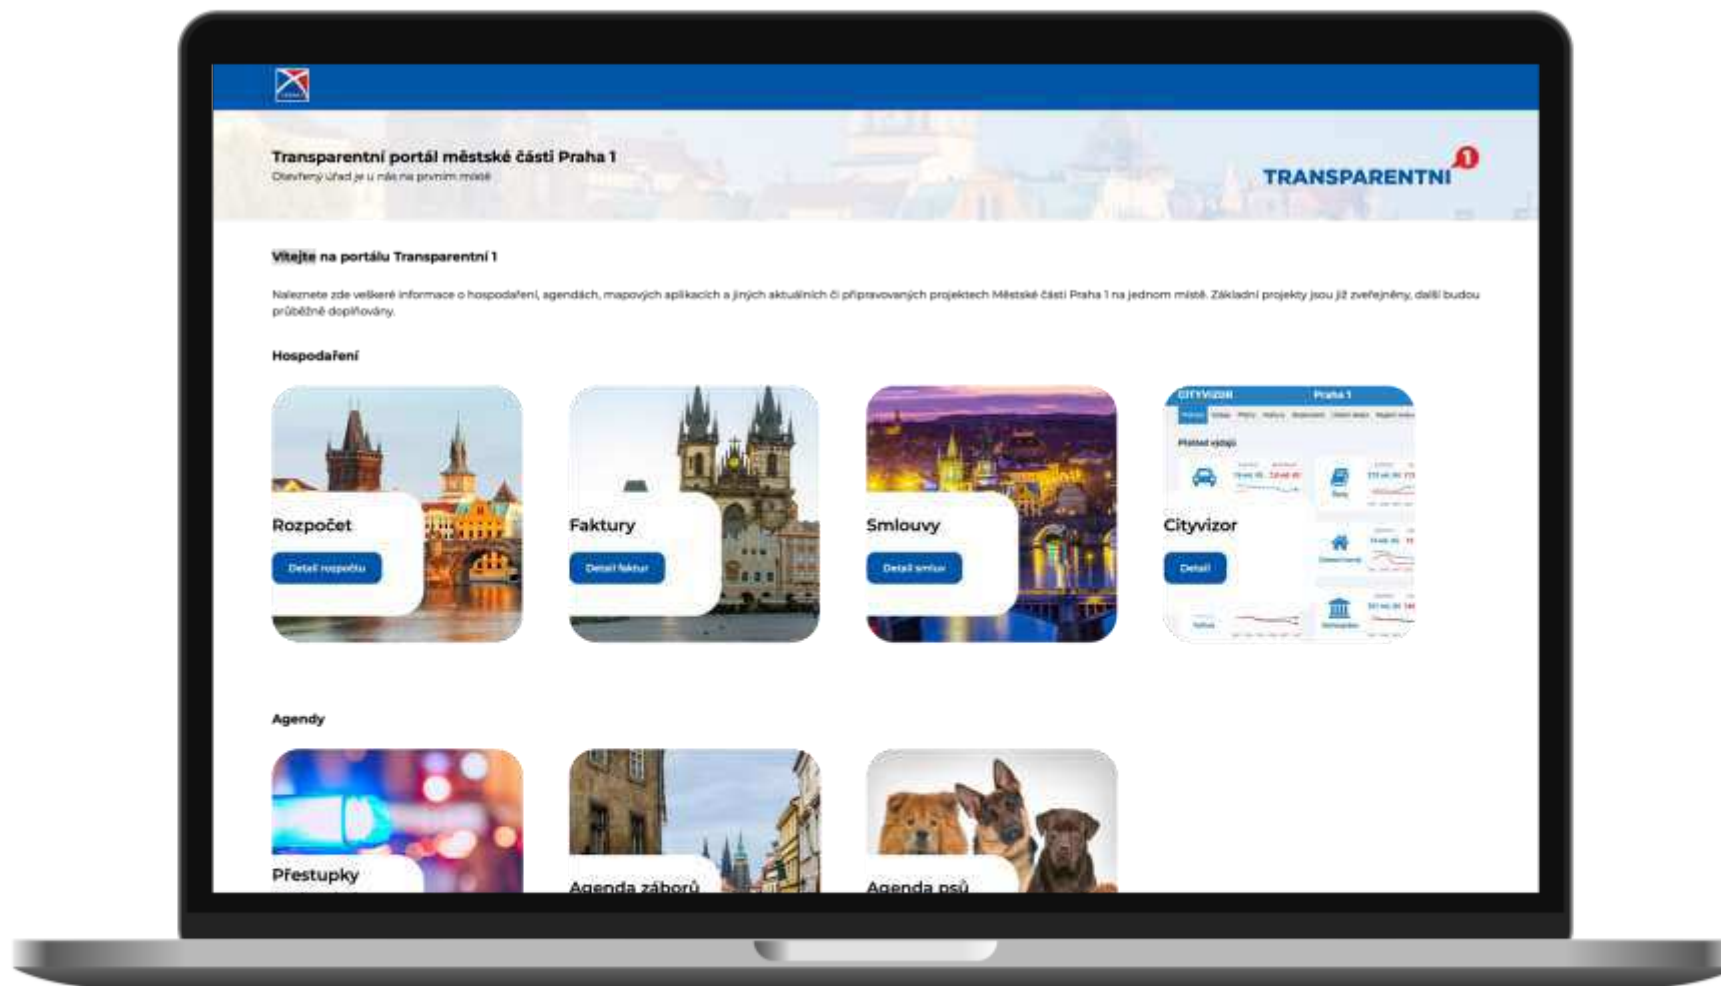 Transparentní portál městské části Praha 1
Otevřený úřad je u nás na prvním místě
TRANSPARENTNÍ 1
Vítejte na portálu Transparentní 1
Naleznete zde veškeré informace o hospodaření, agendách, mapových aplikacích a jiných aktuálních či připravovaných projektech Městské části Praha 1 na jednom místě. Základní projekty jsou již zveřejněny, další budou
průběžně doplňovány.
Hospodaření
CITYVIZOR Praha 1
Přehled výdajů
Rozpočet
Faktury
Smlouvy
Cityvizor
Detail rozpočtu
Detail faktur
Detail smluv
Detail
Agendy
Přestupky
Agenda záborů
Agenda psů